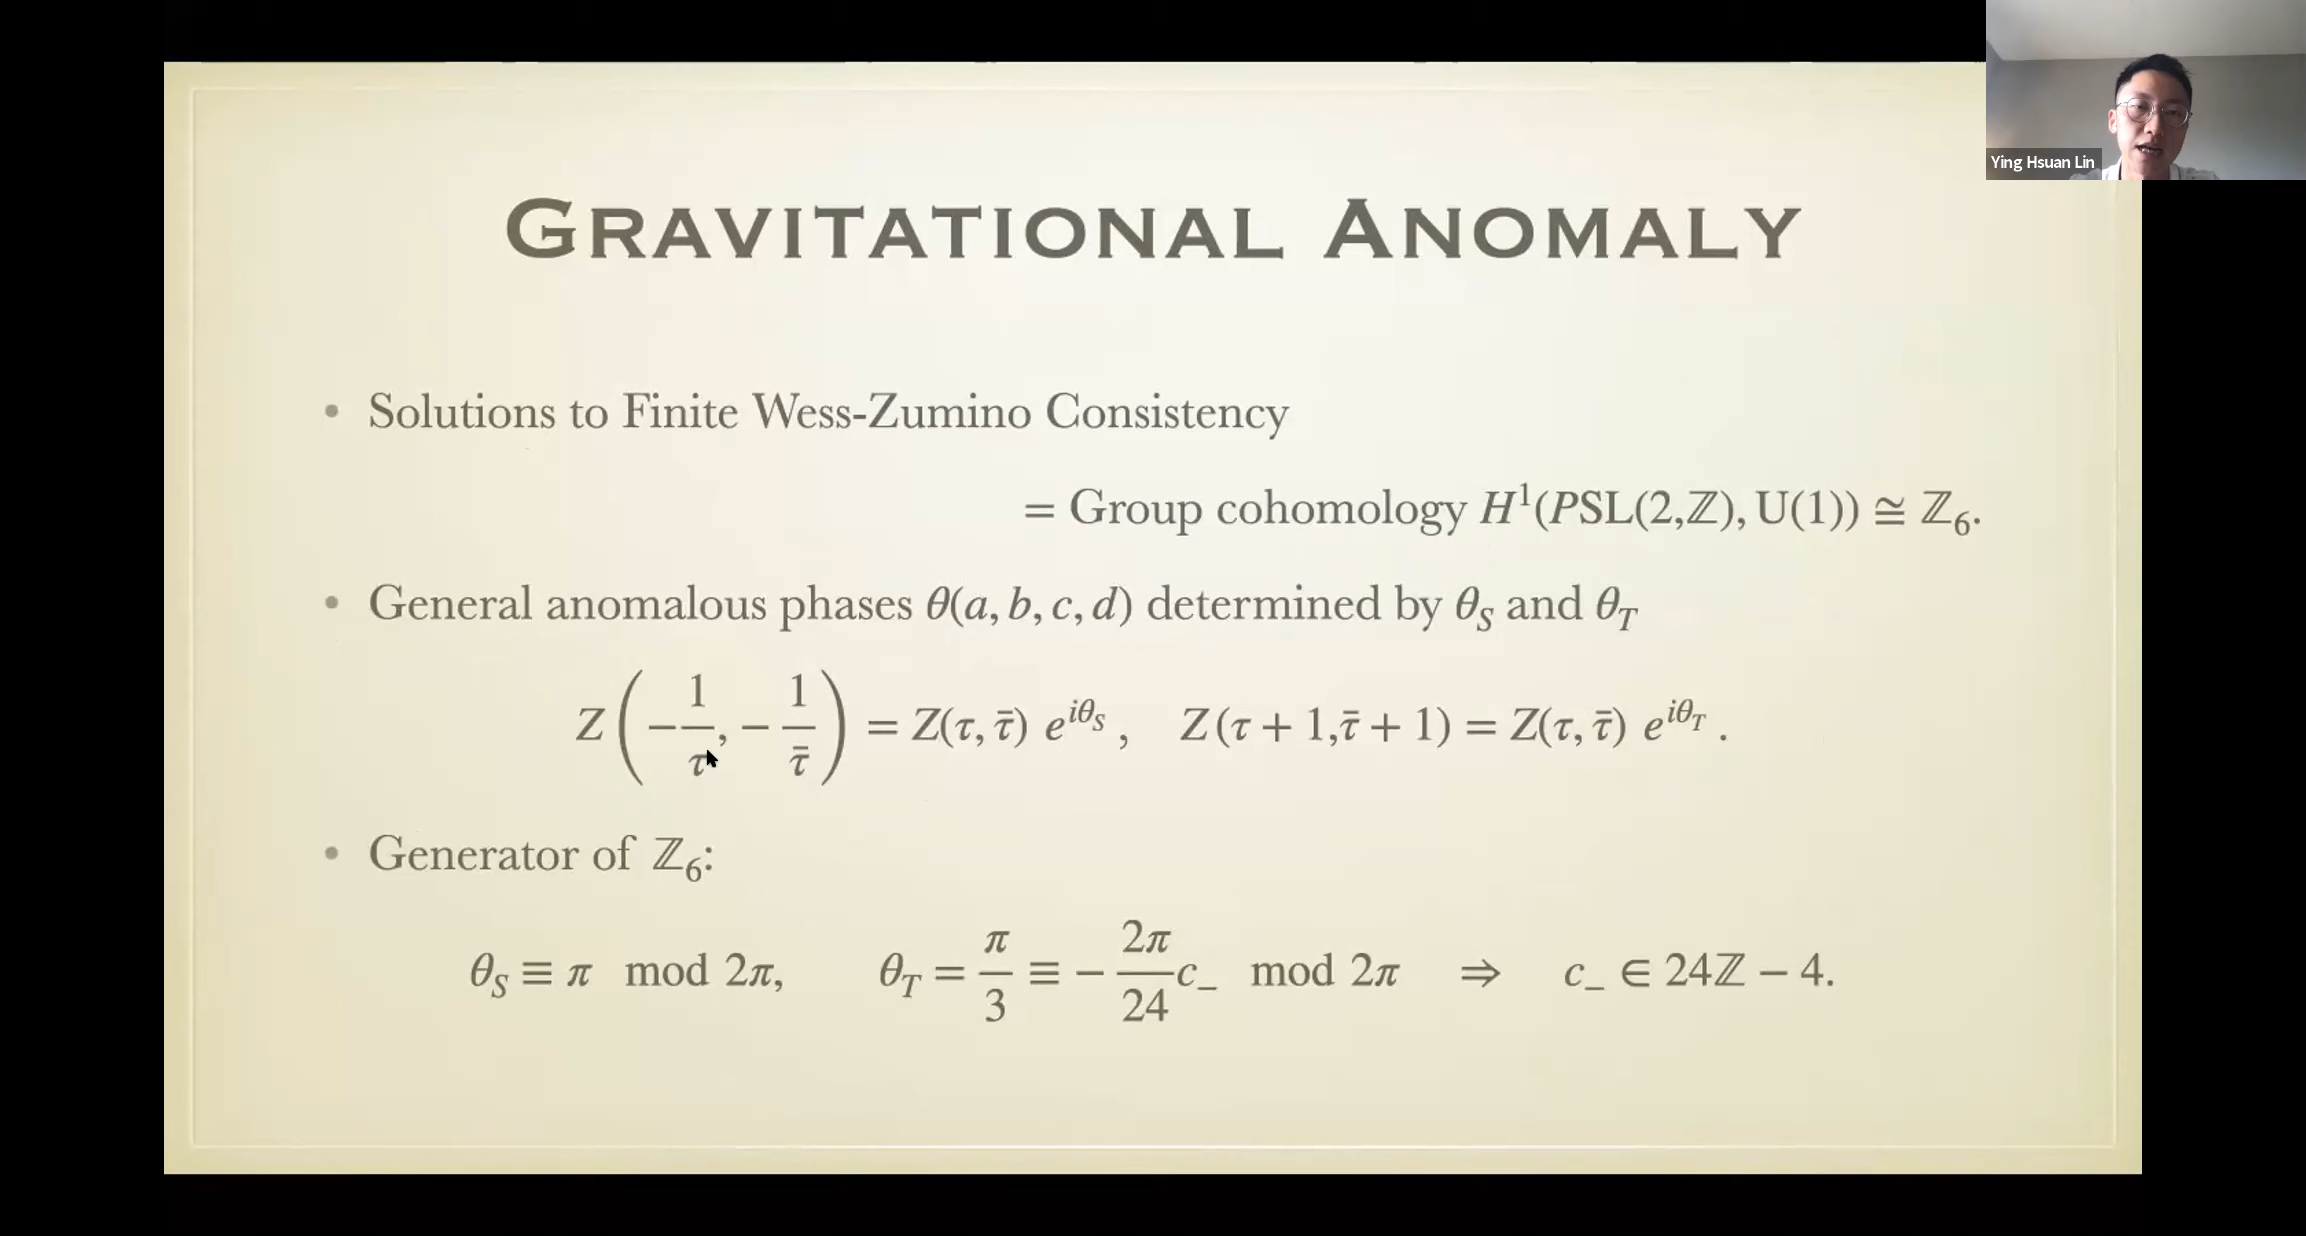 Ying Hsuan Lin
GRAVITATIONAL ANOMALY
• Solutions to Finite Wess-Zumino Consistency
= Group cohomology H¹(PSL(2,ℤ), U(1)) ≅ ℤ₆.
• General anomalous phases θ(a, b, c, d) determined by θ_S and θ_T
Z(−1/τ, −1/τ̄) = Z(τ, τ̄) e^{iθ_S} , Z(τ + 1,τ̄ + 1) = Z(τ, τ̄) e^{iθ_T} .
• Generator of ℤ₆:
θ_S ≡ π mod 2π, θ_T = π/3 ≡ −2π/24 c₋ mod 2π ⇒ c₋ ∈ 24ℤ − 4.